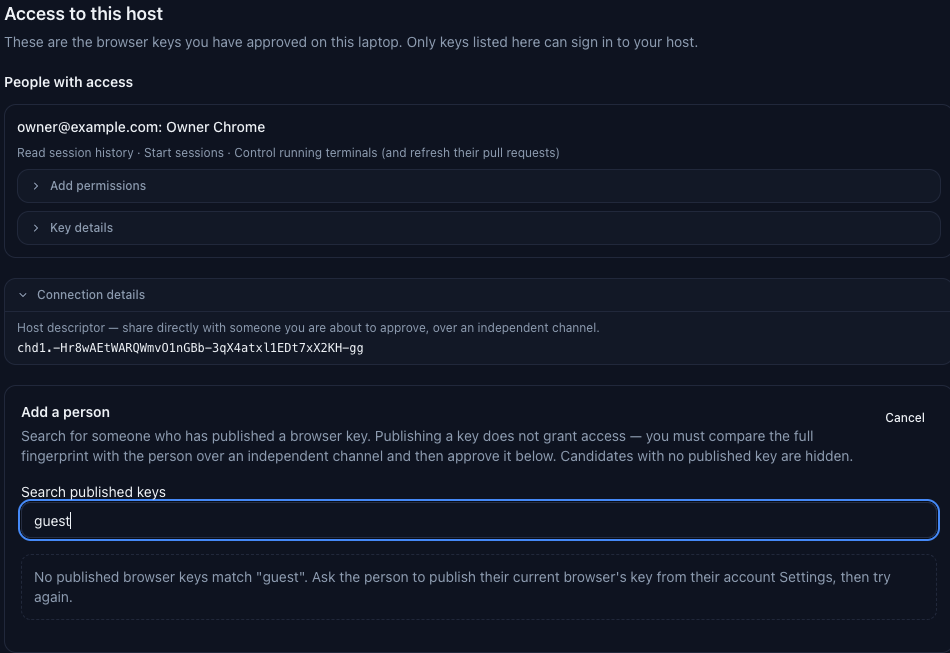 Access to this host
These are the browser keys you have approved on this laptop. Only keys listed here can sign in to your host.
People with access
owner@example.com: Owner Chrome
Read session history · Start sessions · Control running terminals (and refresh their pull requests)
Add permissions
Key details
Connection details
Host descriptor — share directly with someone you are about to approve, over an independent channel.
chd1.-Hr8wAEtWARQWmvO1nGBb-3qX4atxl1EDt7xX2KH-gg
Add a person
Cancel
Search for someone who has published a browser key. Publishing a key does not grant access — you must compare the full
fingerprint with the person over an independent channel and then approve it below. Candidates with no published key are hidden.
Search published keys
guest
No published browser keys match "guest". Ask the person to publish their current browser's key from their account Settings, then try
again.